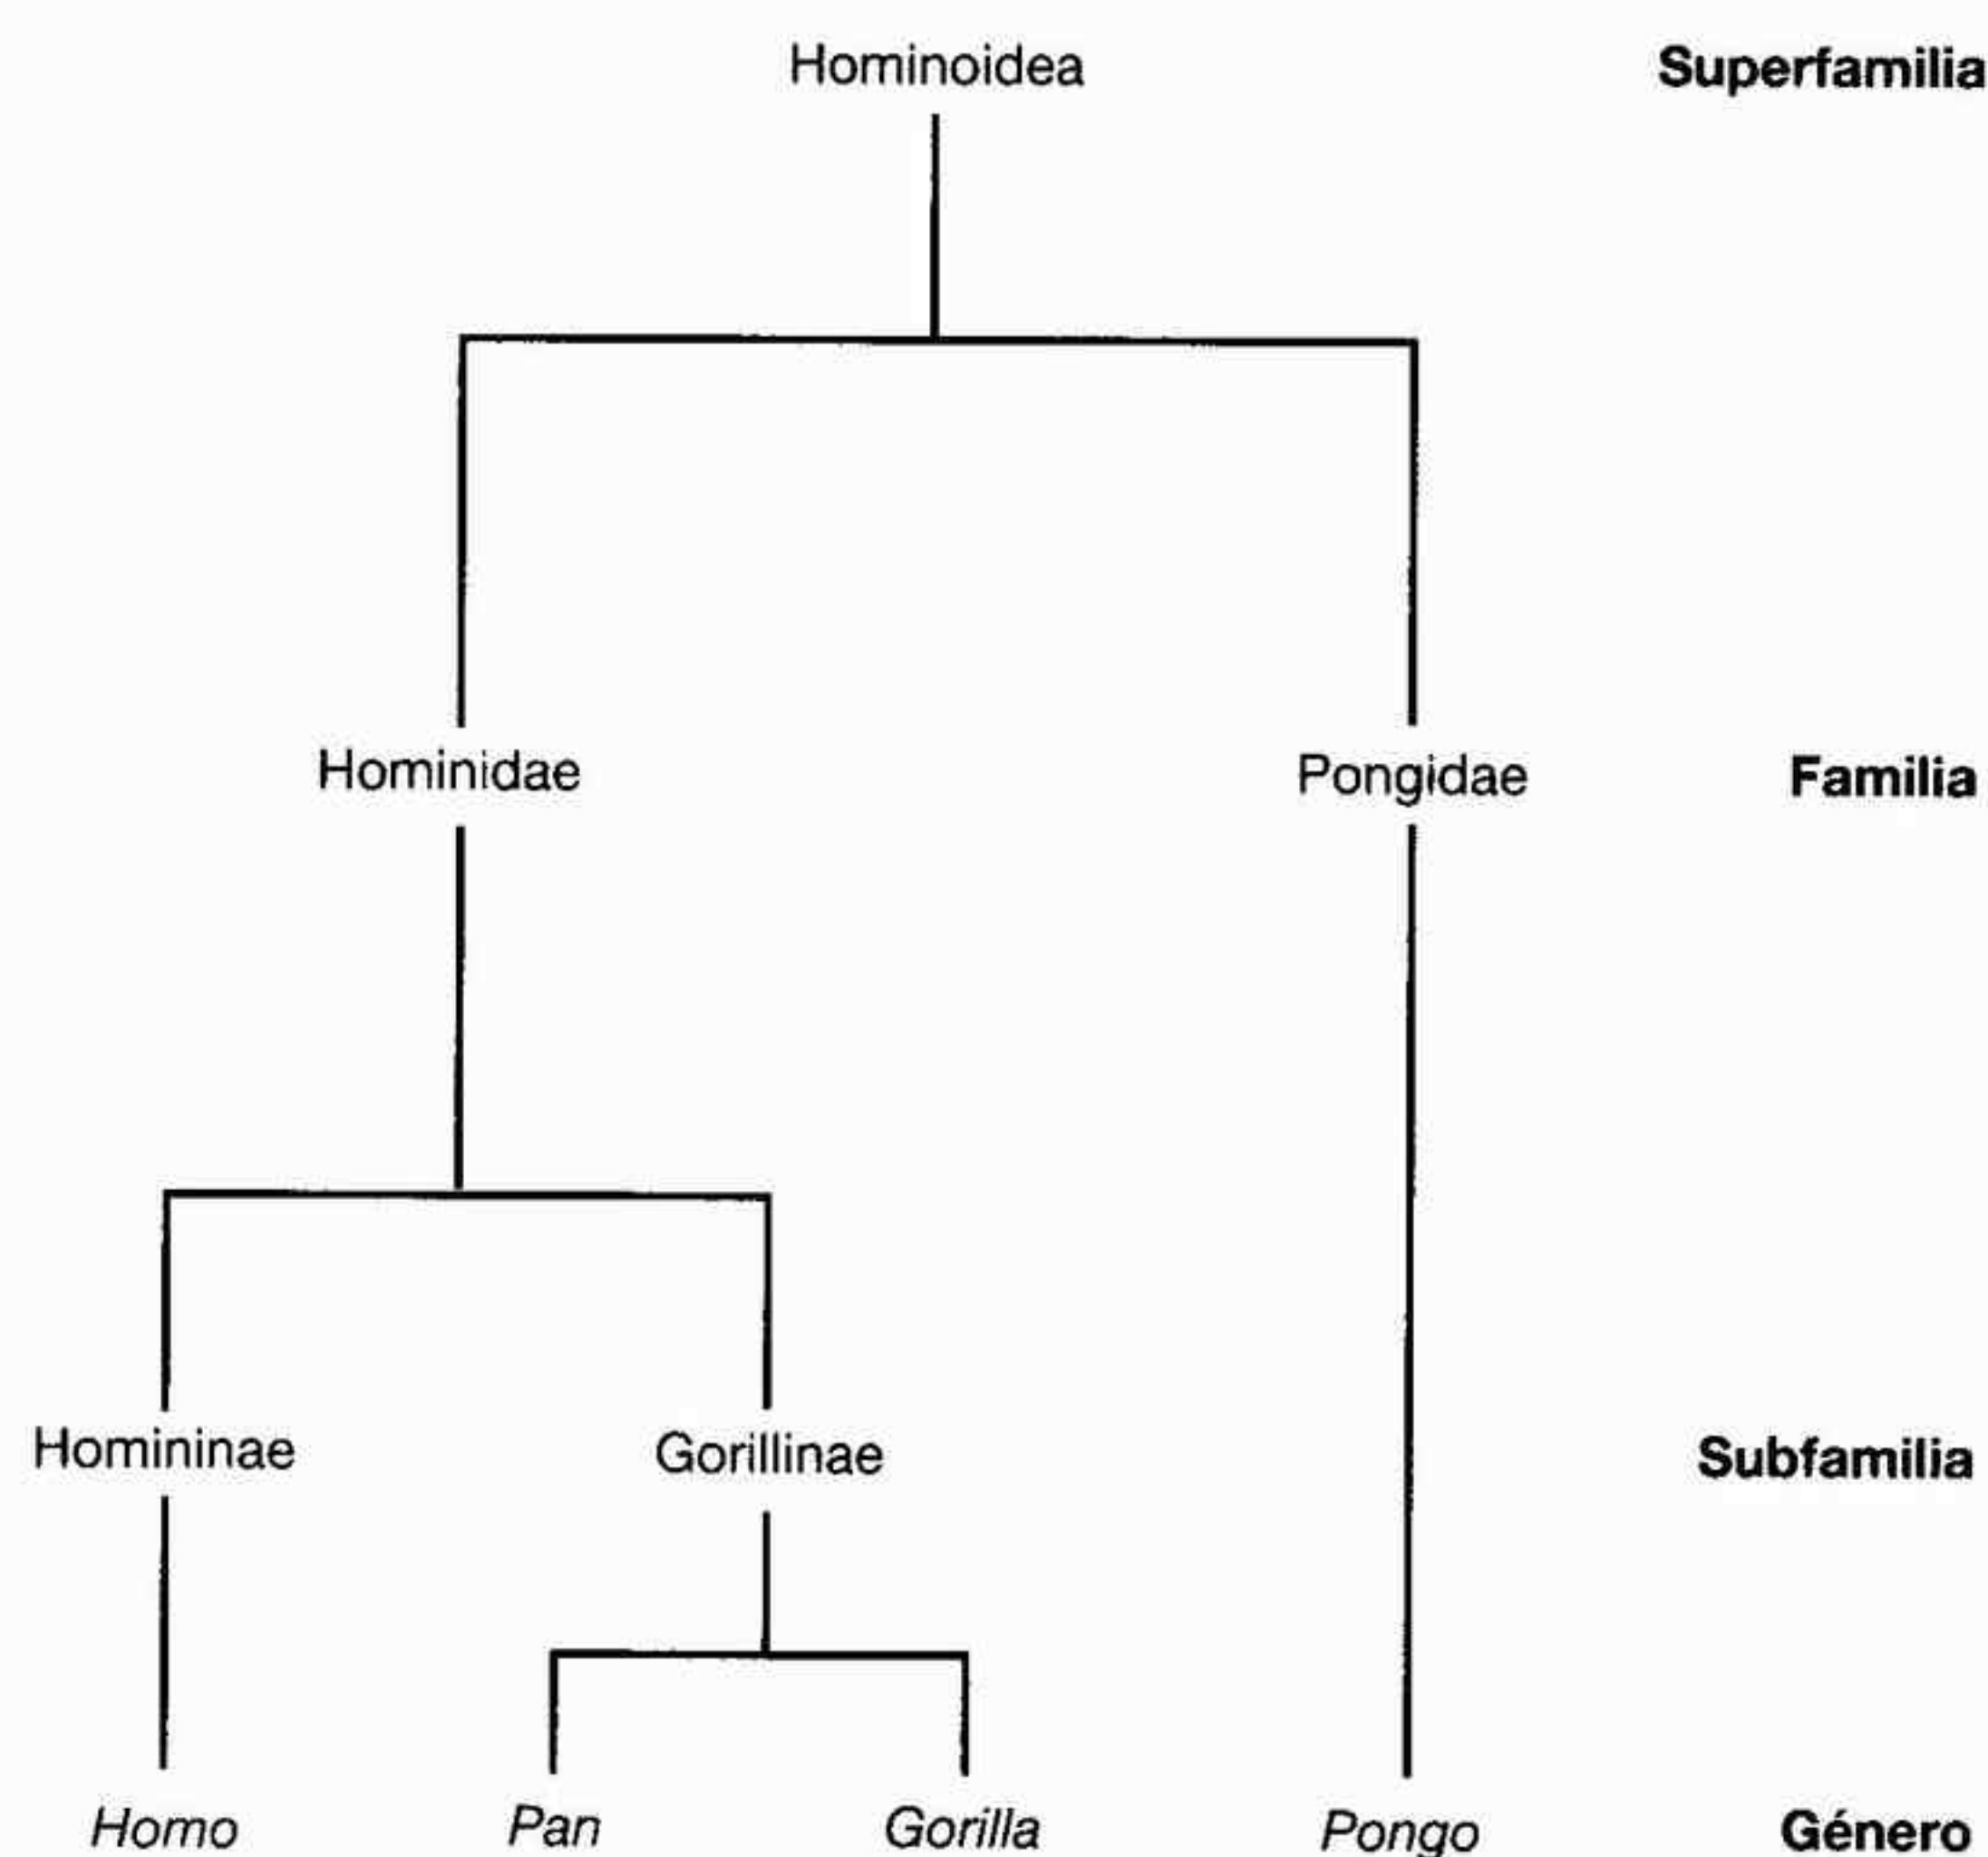 Hominoidea Superfamilia
Hominidae Pongidae Familia
Homininae Gorillinae Subfamilia
Homo Pan Gorilla Pongo Género